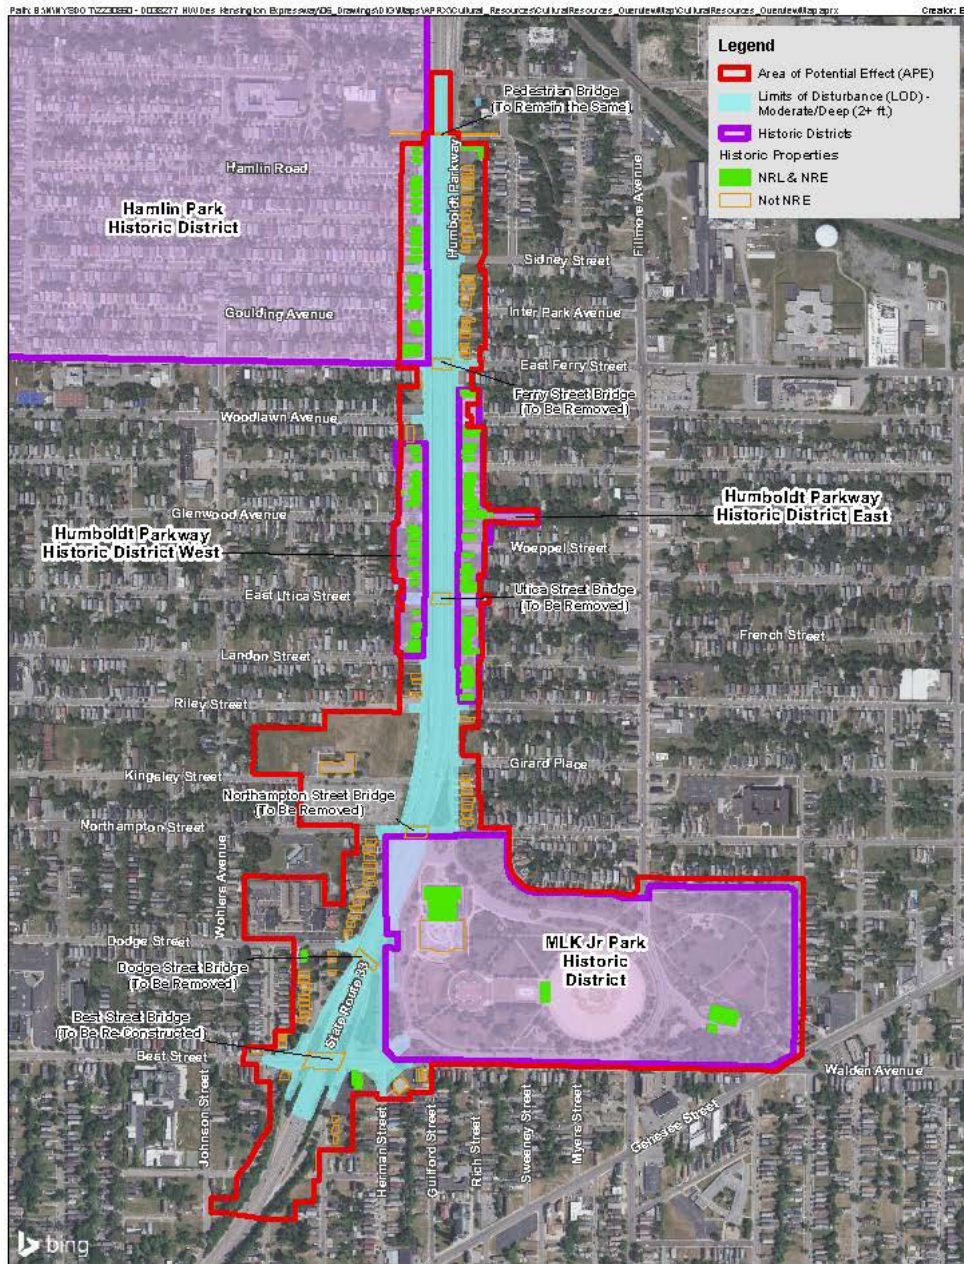 Creator: E
Legend
Area of Potential Effect (APE)
Limits of Disturbance (LOD) -
Moderate/Deep (2+ ft.)
Historic Districts
Historic Properties
NRL & NRE
Not NRE
Pedestrian Bridge
(To Remain the Same)
Humboldt Parkway
Fillmore Avenue
Hamlin Road
Hamlin Park
Historic District
Sidney Street
Goulding Avenue
Inter Park Avenue
East Ferry Street
Ferry Street Bridge
(To Be Removed)
Woodlawn Avenue
Glenwood Avenue
Humboldt Parkway
Historic District East
Humboldt Parkway
Historic District West
Woeppel Street
East Utica Street
Utica Street Bridge
(To Be Removed)
French Street
Landon Street
Riley Street
Kingsley Street
Girard Place
Northampton Street Bridge
(To Be Removed)
Northampton Street
Wohlers Avenue
Dodge Street
MLK Jr Park
Historic
District
Dodge Street Bridge
(To Be Removed)
State Route 33
Best Street Bridge
(To Be Re-Constructed)
Best Street
Walden Avenue
Johnson Street
Herman Street
Guilford Street
Rich Street
Sweeney Street
Myers Street
Genesee Street
bing